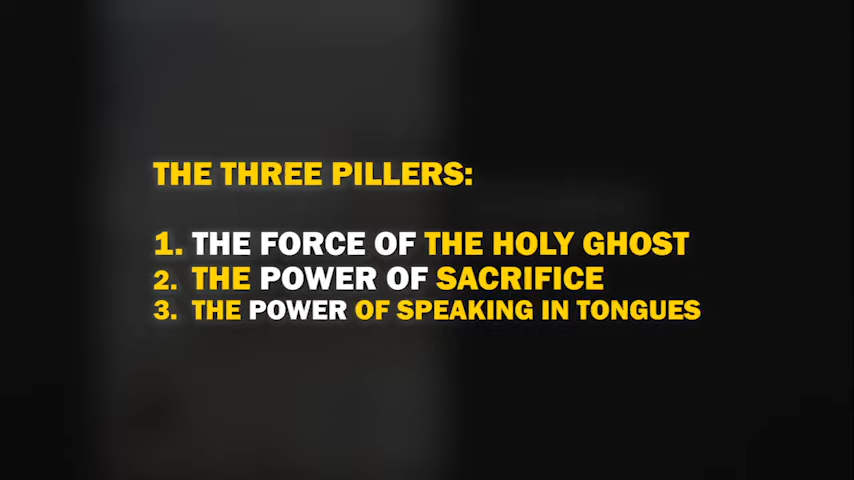 THE THREE PILLERS:
1. THE FORCE OF THE HOLY GHOST
2. THE POWER OF SACRIFICE
3. THE POWER OF SPEAKING IN TONGUES